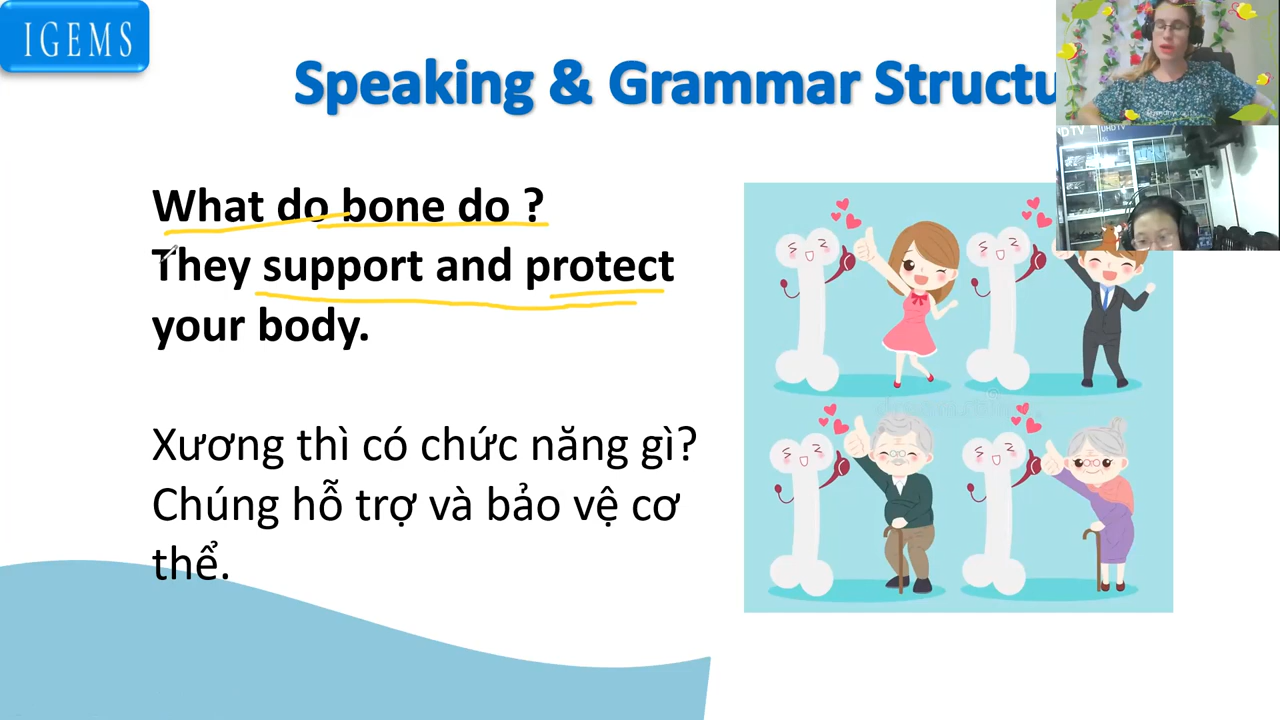 IGEMS
Speaking & Grammar Structu
What do bone do ?
They support and protect
your body.
Xương thì có chức năng gì?
Chúng hỗ trợ và bảo vệ cơ
thể.
UHDTV